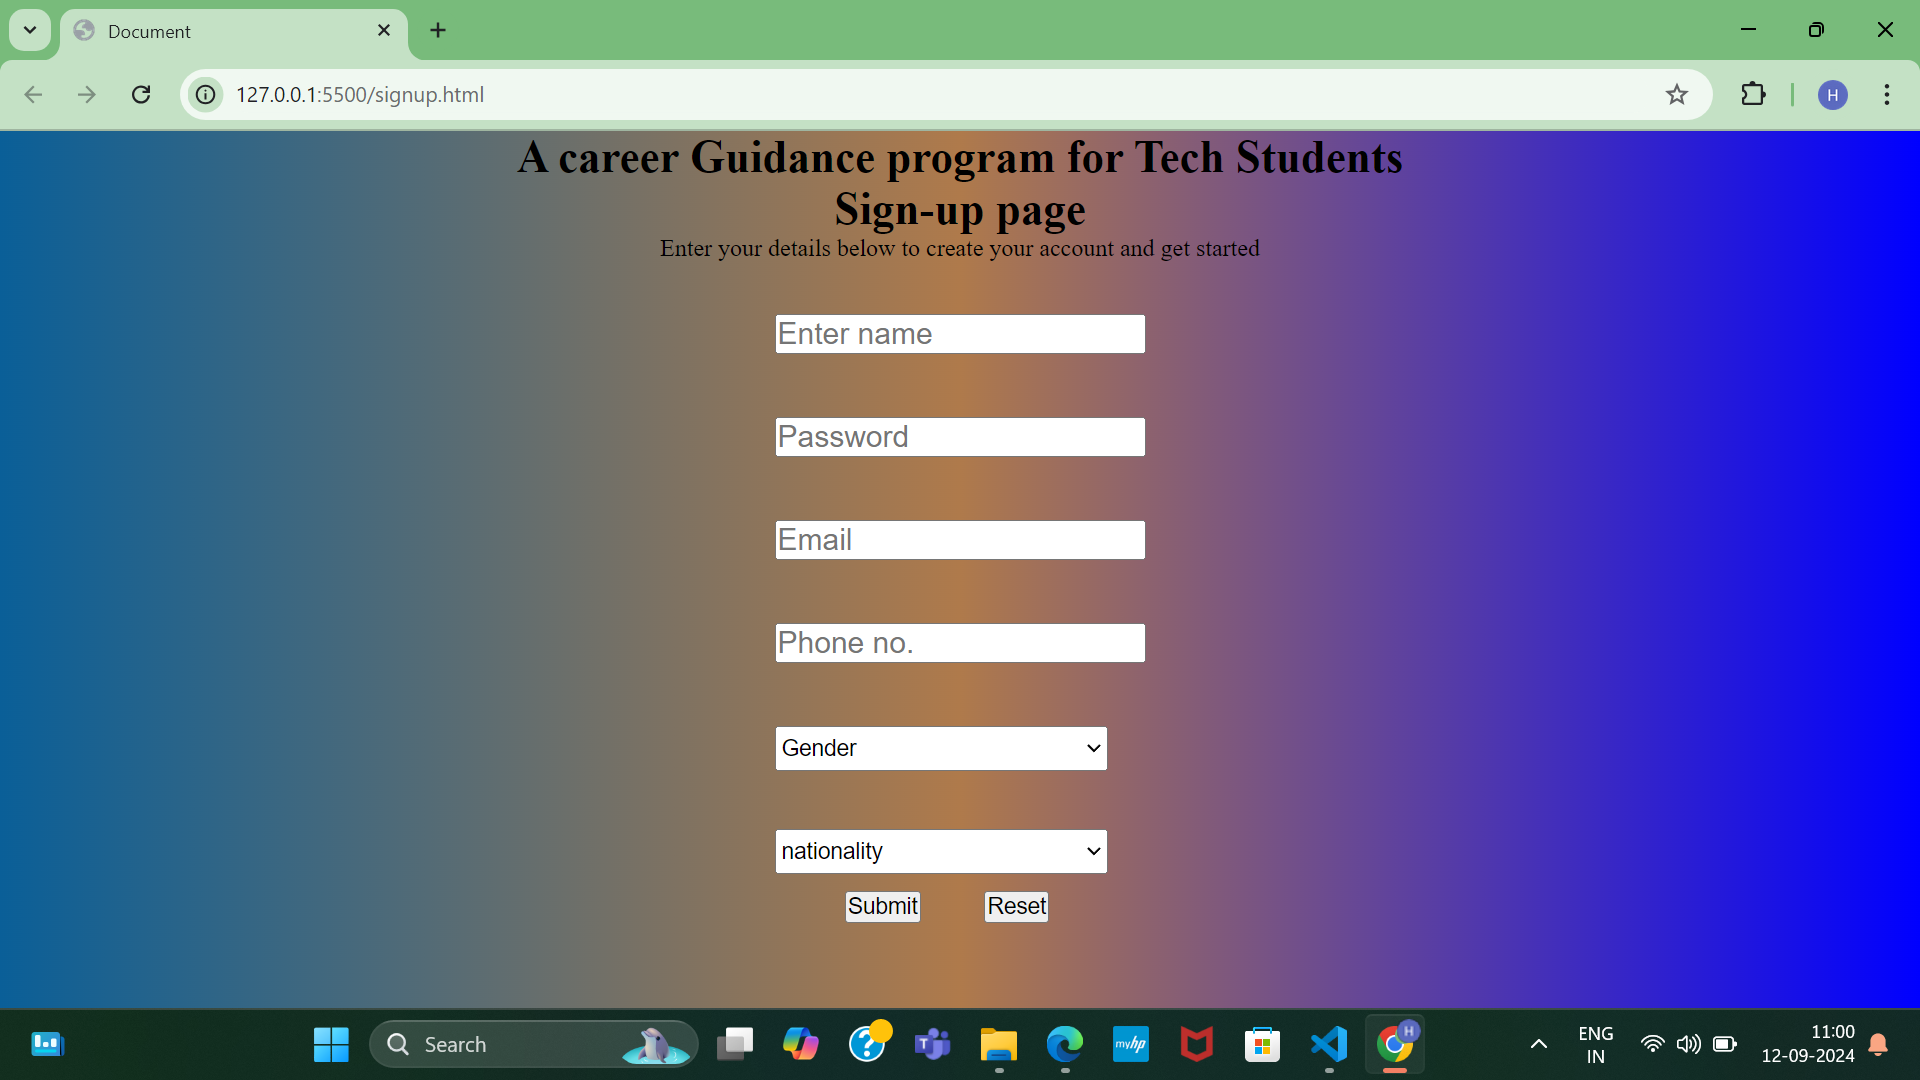 Document
127.0.0.1:5500/signup.html
H
A career Guidance program for Tech Students
Sign-up page
Enter your details below to create your account and get started
Enter name
Password
Email
Phone no.
Gender
nationality
Submit
Reset
Search
T
myhp
H
ENG
IN
11:00
12-09-2024